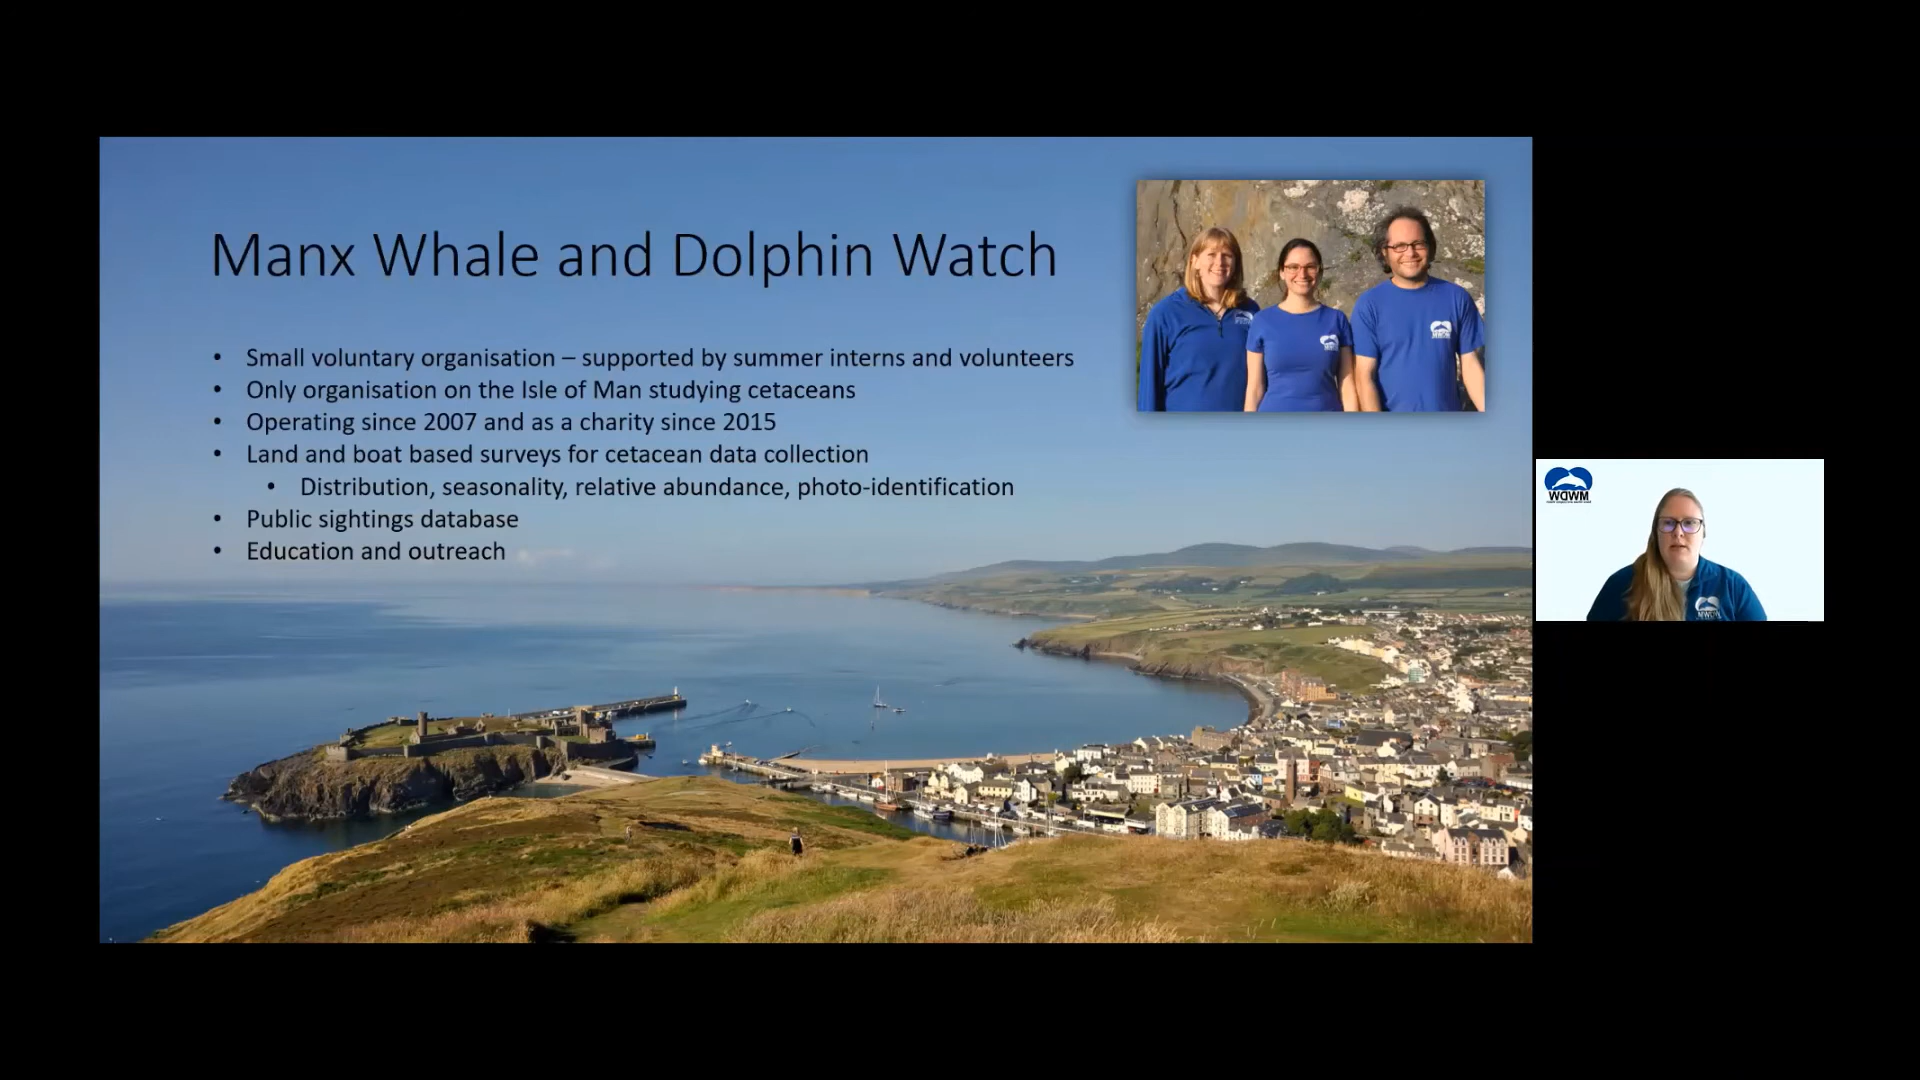 Manx Whale and Dolphin Watch
• Small voluntary organisation – supported by summer interns and volunteers
• Only organisation on the Isle of Man studying cetaceans
• Operating since 2007 and as a charity since 2015
• Land and boat based surveys for cetacean data collection
• Distribution, seasonality, relative abundance, photo-identification
• Public sightings database
• Education and outreach
MWDW
MWDW